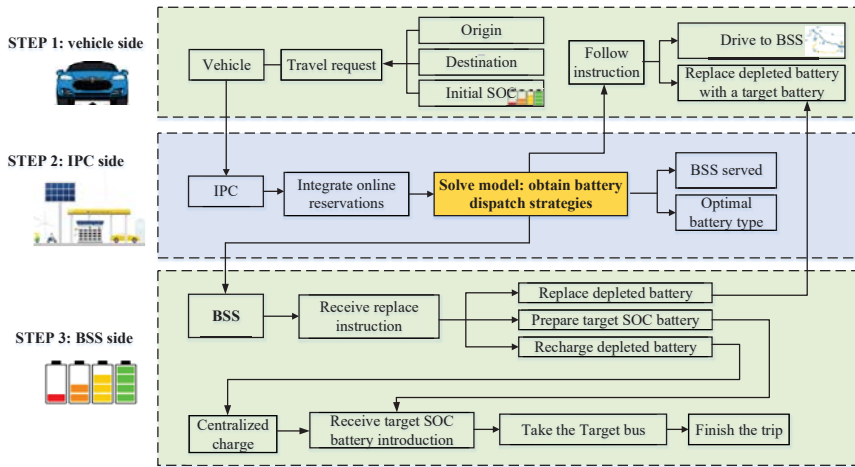 STEP 1: vehicle side
Vehicle
Travel request
Origin
Destination
Initial SOC
Follow
instruction
Drive to BSS
Replace depleted battery
with a target battery
STEP 2: IPC side
IPC
Integrate online
reservations
Solve model: obtain battery
dispatch strategies
BSS served
Optimal
battery type
STEP 3: BSS side
BSS
Receive replace
instruction
Replace depleted battery
Prepare target SOC battery
Recharge depleted battery
Centralized
charge
Receive target SOC
battery introduction
Take the Target bus
Finish the trip